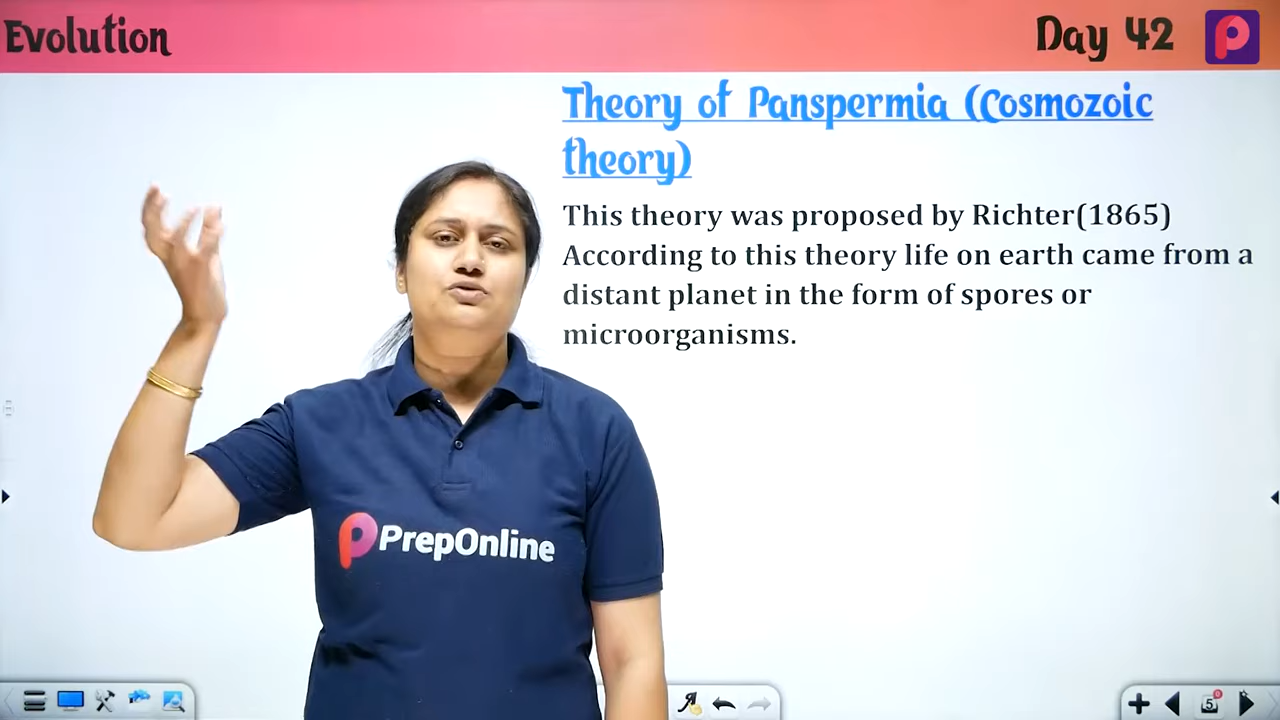 Evolution
Day 42
Theory of Panspermia (Cosmozoic
theory)
This theory was proposed by Richter(1865)
According to this theory life on earth came from a
distant planet in the form of spores or
microorganisms.
PrepOnline
5